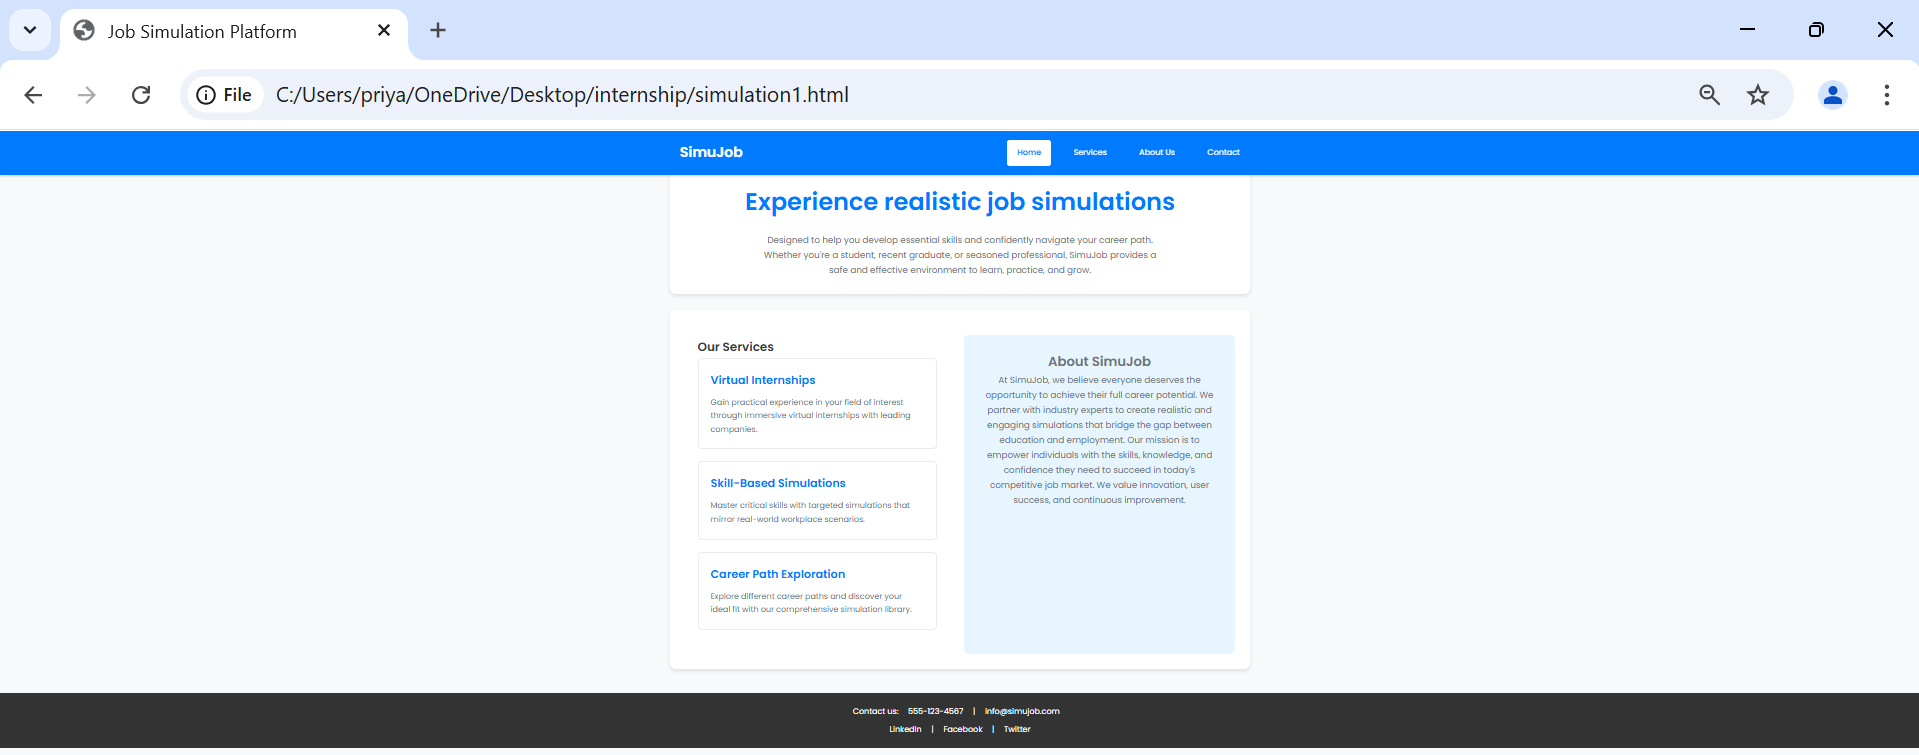 Job Simulation Platform
File C:/Users/priya/OneDrive/Desktop/internship/simulation1.html
SimuJob Home Services About Us Contact
Experience realistic job simulations
Designed to help you develop essential skills and confidently navigate your career path.
Whether you're a student, recent graduate, or seasoned professional, SimuJob provides a
safe and effective environment to learn, practice, and grow.
Our Services
Virtual Internships
Gain practical experience in your field of interest
through immersive virtual internships with leading
companies.
Skill-Based Simulations
Master critical skills with targeted simulations that
mirror real-world workplace scenarios.
Career Path Exploration
Explore different career paths and discover your
ideal fit with our comprehensive simulation library.
About SimuJob
At SimuJob, we believe everyone deserves the
opportunity to achieve their full career potential. We
partner with industry experts to create realistic and
engaging simulations that bridge the gap between
education and employment. Our mission is to
empower individuals with the skills, knowledge, and
confidence they need to succeed in today's
competitive job market. We value innovation, user
success, and continuous improvement.
Contact us: 555-123-4567 | info@simujob.com
LinkedIn | Facebook | Twitter